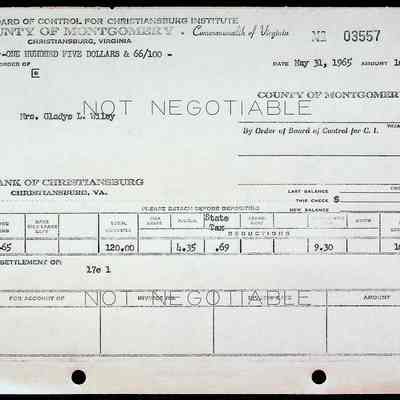 ARD OF CONTROL FOR CHRISTIANSBURG INSTITUTE
UNTY OF MONTGOMERY - Commonwealth of Virginia № 03557
CHRISTIANSBURG, VIRGINIA
-ONE HUNDRED FIVE DOLLARS & 66/100 -
ORDER OF DATE May 31, 1965 AMOUNT
NOT NEGOTIABLE
COUNTY OF MONTGOMERY
Mrs. Gladys L. Wiley
By Order of Board of Control for C. I.
ANK OF CHRISTIANSBURG
CHRISTIANSBURG, VA.
LAST BALANCE
THIS CHECK $
NEW BALANCE
PLEASE DETACH BEFORE DEPOSITING
State
Tax
TOTAL
DEDUCTIONS
-65 120.00 4.35 .69 9.30
SETTLEMENT OF:
17e 1
NOT NEGOTIABLE
FOR ACCOUNT OF AMOUNT